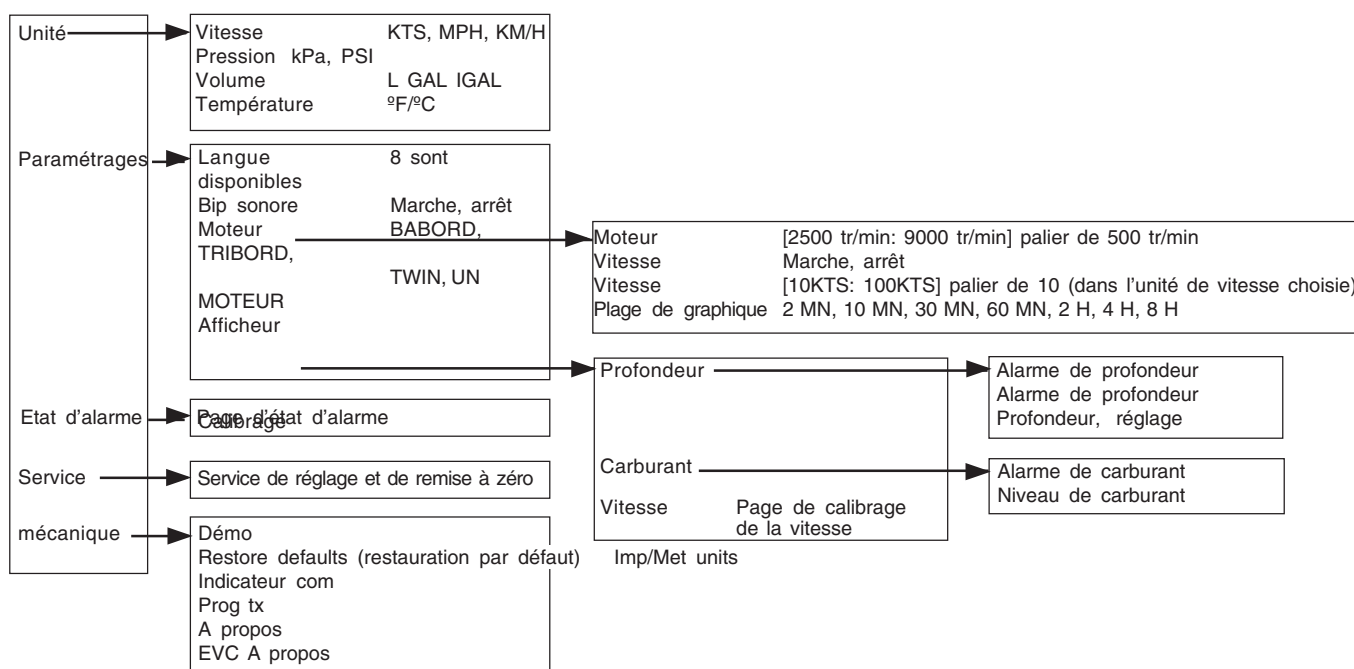 Unité
Vitesse KTS, MPH, KM/H
Pression kPa, PSI
Volume L GAL IGAL
Température ºF/ºC
Paramétrages
Langue 8 sont
disponibles
Bip sonore Marche, arrêt
Moteur BABORD,
TRIBORD,
TWIN, UN
MOTEUR
Afficheur
Moteur [2500 tr/min: 9000 tr/min] palier de 500 tr/min
Vitesse Marche, arrêt
Vitesse [10KTS: 100KTS] palier de 10 (dans l'unité de vitesse choisie)
Plage de graphique 2 MN, 10 MN, 30 MN, 60 MN, 2 H, 4 H, 8 H
Profondeur
Alarme de profondeur
Alarme de profondeur
Profondeur, réglage
Etat d'alarme
Page d'état d'alarme
Calibrage
Carburant
Alarme de carburant
Niveau de carburant
Vitesse Page de calibrage
de la vitesse
Service
Service de réglage et de remise à zéro
mécanique
Démo
Restore defaults (restauration par défaut) Imp/Met units
Indicateur com
Prog tx
A propos
EVC A propos